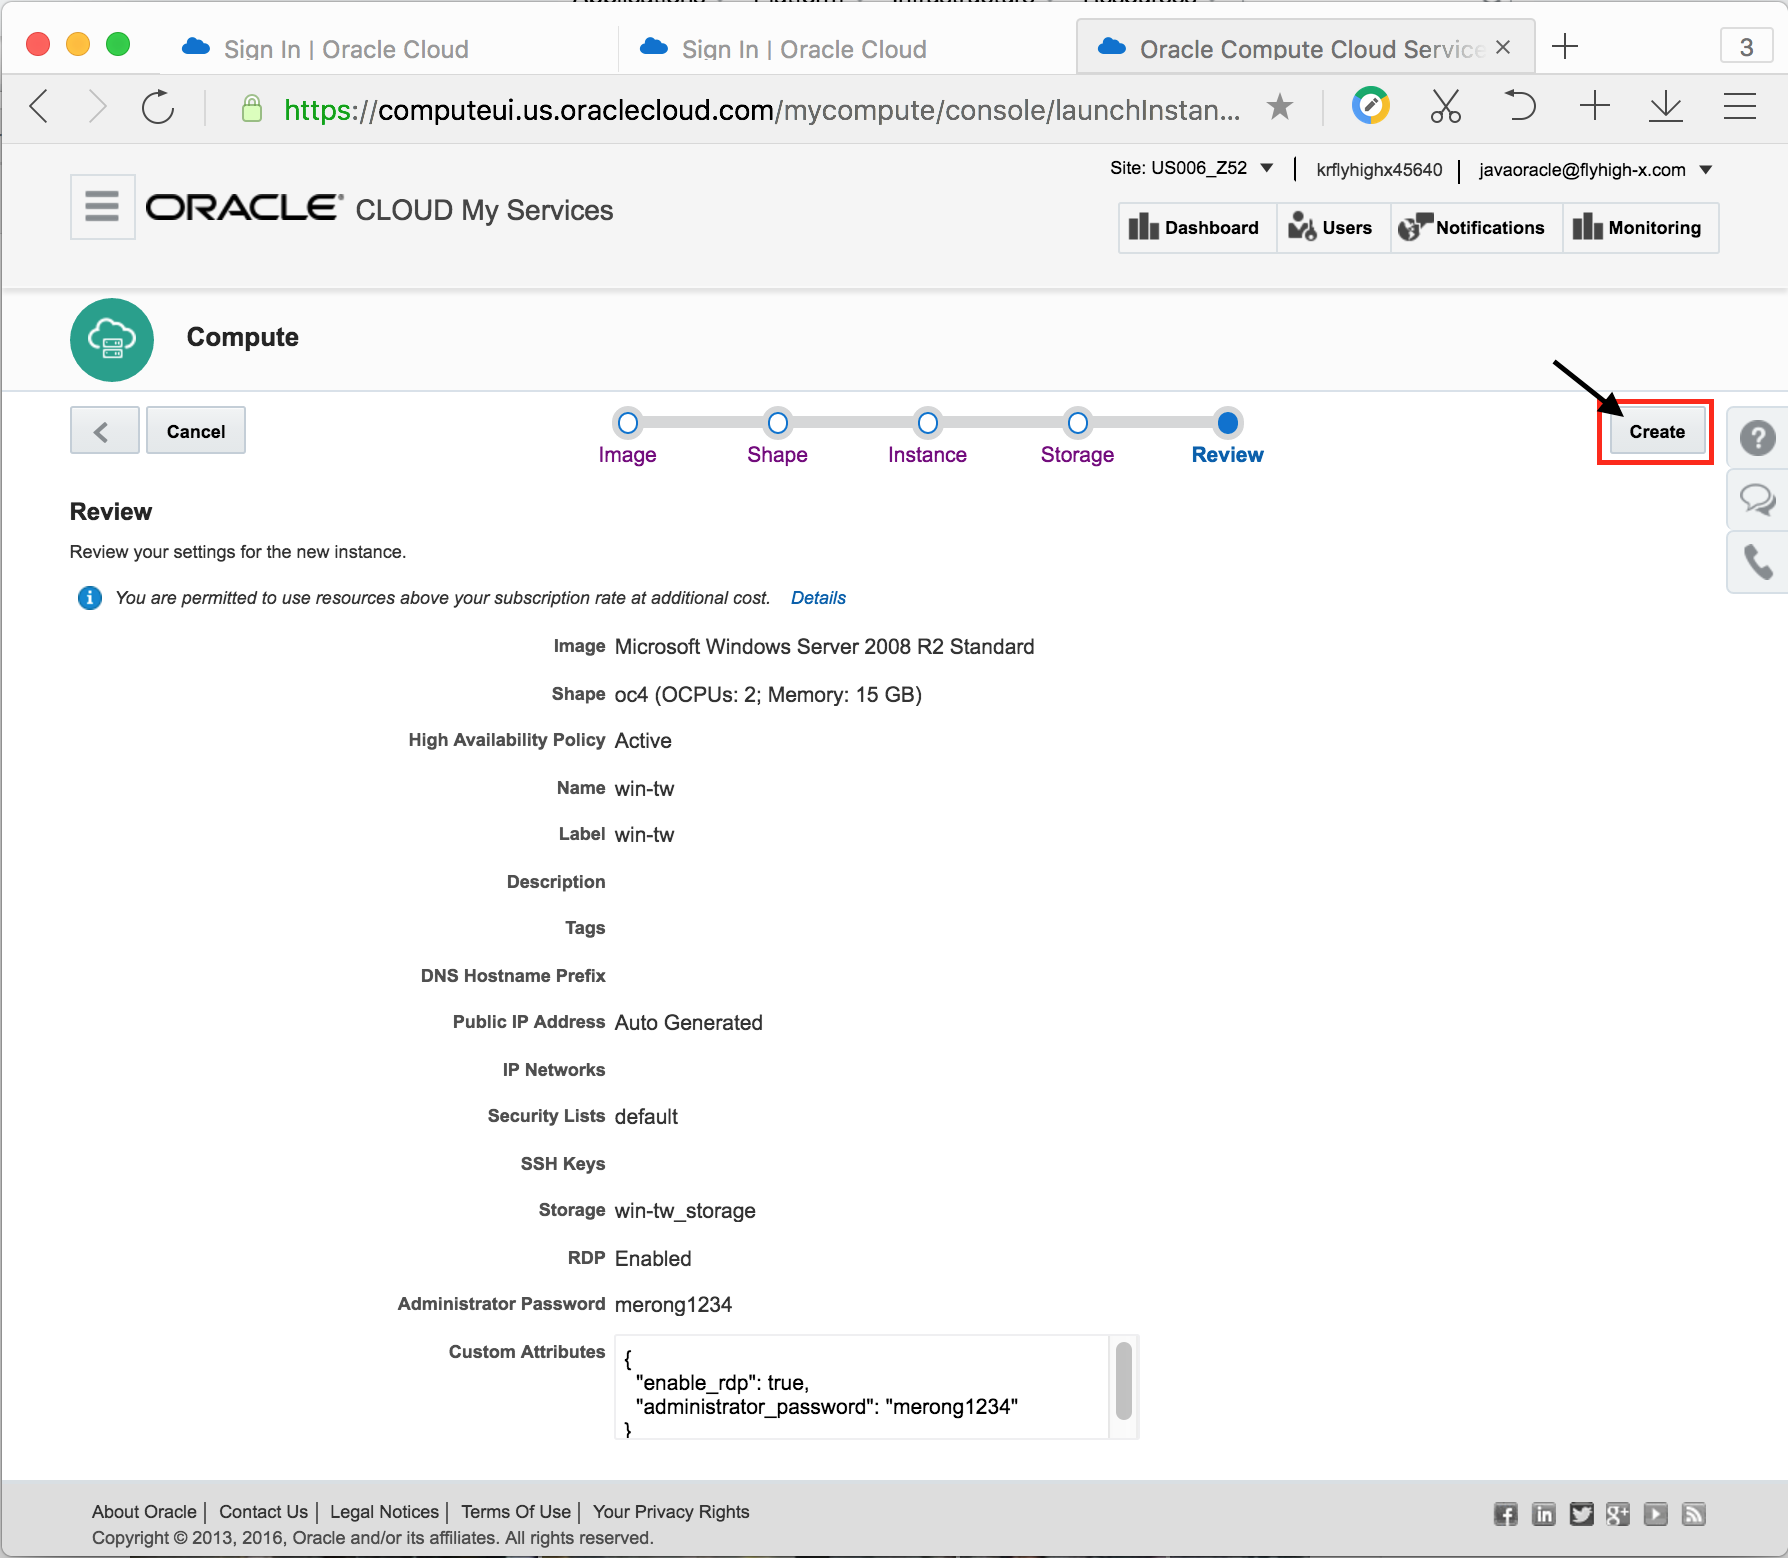 Sign In | Oracle Cloud
Sign In | Oracle Cloud
Oracle Compute Cloud Service
3
https://computeui.us.oraclecloud.com/mycompute/console/launchInstan...
Site: US006_Z52
krflyhighx45640
javaoracle@flyhigh-x.com
ORACLE CLOUD My Services
Dashboard
Users
Notifications
Monitoring
Compute
Cancel
Image
Shape
Instance
Storage
Review
Create
Review
Review your settings for the new instance.
You are permitted to use resources above your subscription rate at additional cost. Details
Image Microsoft Windows Server 2008 R2 Standard
Shape oc4 (OCPUs: 2; Memory: 15 GB)
High Availability Policy Active
Name win-tw
Label win-tw
Description
Tags
DNS Hostname Prefix
Public IP Address Auto Generated
IP Networks
Security Lists default
SSH Keys
Storage win-tw_storage
RDP Enabled
Administrator Password merong1234
Custom Attributes {
"enable_rdp": true,
"administrator_password": "merong1234"
}
About Oracle | Contact Us | Legal Notices | Terms Of Use | Your Privacy Rights
Copyright © 2013, 2016, Oracle and/or its affiliates. All rights reserved.